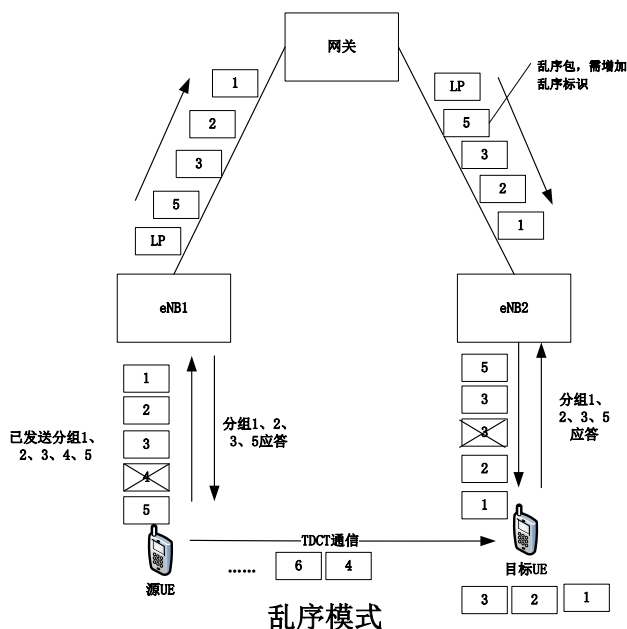 网关
1
2
3
5
LP
LP
5
3
2
1
乱序包，需增加
乱序标识
eNB1
eNB2
已发送分组1、
2、3、4、5
1
2
3
4
5
分组1、2、
3、5应答
5
3
3
2
1
分组1、
2、3、5
应答
TDCT通信
......
6
4
源UE
目标UE
3
2
1
乱序模式